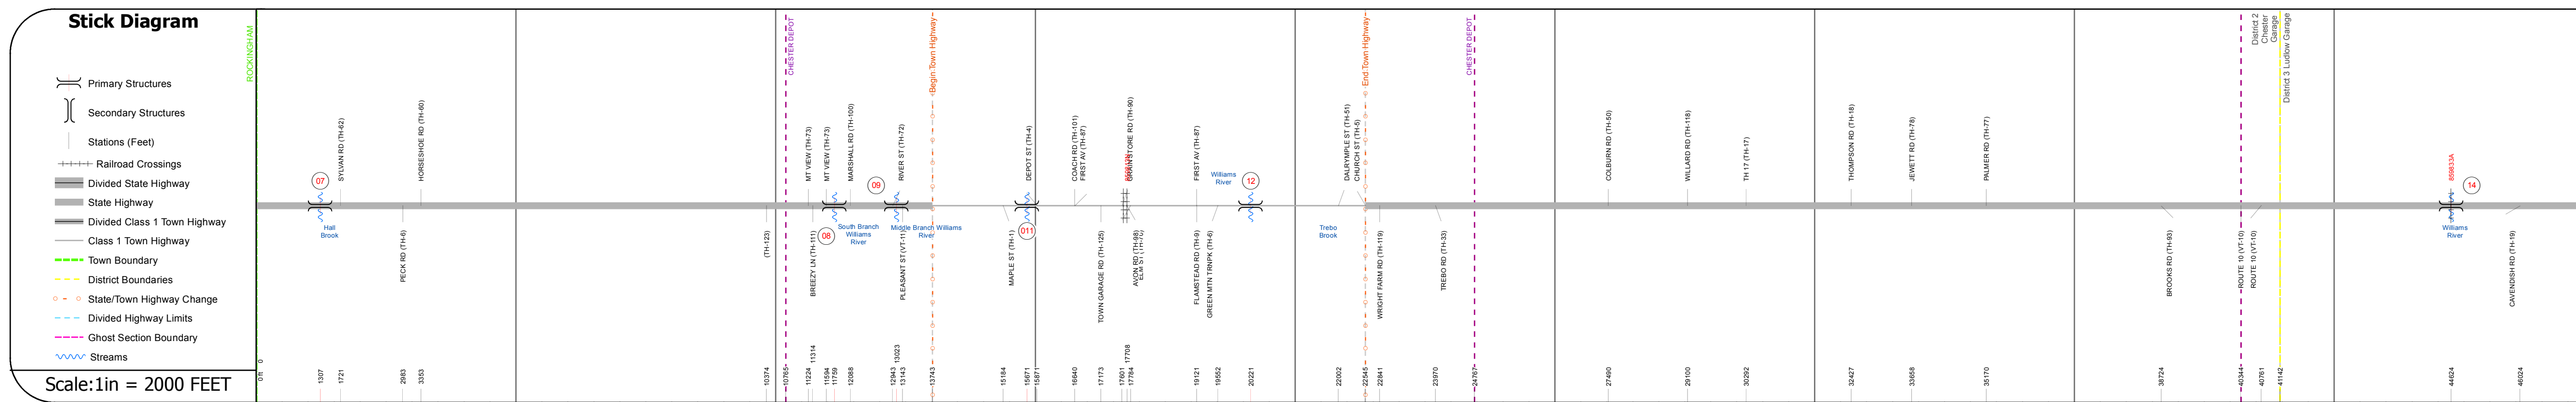 Stick Diagram
Primary Structures
Secondary Structures
Stations (Feet)
Railroad Crossings
Divided State Highway
State Highway
Divided Class 1 Town Highway
Class 1 Town Highway
Town Boundary
District Boundaries
State/Town Highway Change
Divided Highway Limits
Ghost Section Boundary
Streams
Scale:1in = 2000 FEET
ROCKINGHAM
CHESTER DEPOT
Begin Town Highway
End Town Highway
CHESTER DEPOT
District 2
Chester
Garage
District 3 Ludlow Garage
SYLVAN RD (TH-62)
HORSESHOE RD (TH-60)
MT VIEW (TH-73)
MT VIEW (TH-73)
MARSHALL RD (TH-100)
RIVER ST (TH-72)
DEPOT ST (TH-4)
COACH RD (TH-101)
FIRST AV (TH-87)
GRAIN STORE RD (TH-90)
FIRST AV (TH-87)
DALRYMPLE ST (TH-51)
CHURCH ST (TH-5)
COLBURN RD (TH-50)
WILLARD RD (TH-118)
TH 17 (TH-17)
THOMPSON RD (TH-18)
JEWETT RD (TH-78)
PALMER RD (TH-77)
859833A
07
09
12
14
08
011
Hall
Brook
South Branch
Williams
River
Middle Branch Williams
River
Williams
River
Trebo
Brook
Williams
River
PECK RD (TH-6)
(TH-123)
BREEZY LN (TH-111)
PLEASANT ST (VT-11)
MAPLE ST (TH-1)
TOWN GARAGE RD (TH-125)
AVON RD (TH-98)
FLAMSTEAD RD (TH-9)
GREEN MTN TRNPK (TH-6)
WRIGHT FARM RD (TH-119)
TREBO RD (TH-33)
BROOKS RD (TH-93)
ROUTE 10 (VT-10)
ROUTE 10 (VT-10)
CAVENDISH RD (TH-19)
0 ft
0
1307
1721
2983
3353
10374
10765
11224
11314
11594
11759
12088
12943
13023
13143
13743
15184
15671
15871
16640
17173
17601
17708
17784
19121
19552
20221
22002
22545
22841
23970
24767
27490
29100
30292
32427
33658
35170
38724
40344
40761
41142
44624
46024